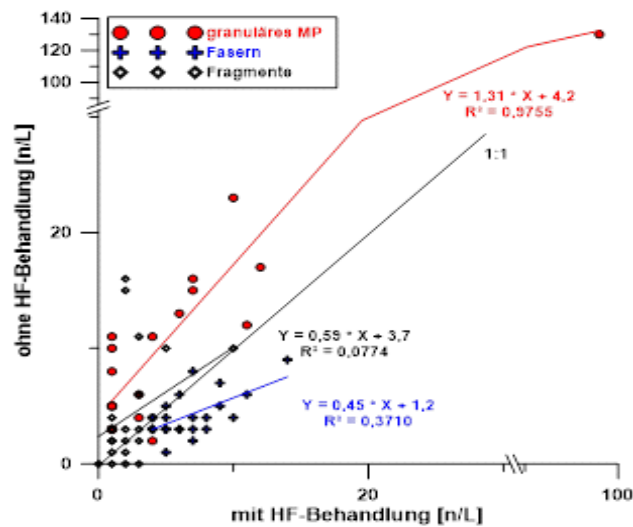 140
130
120
110
100
granuläres MP
Fasern
Fragmente
Y = 1,31 * X + 4,2
R² = 0,9755
1:1
20
Y = 0,59 * X + 3,7
R² = 0,0774
Y = 0,45 * X + 1,2
R² = 0,3710
0
0
20
100
ohne HF-Behandlung [n/L]
mit HF-Behandlung [n/L]